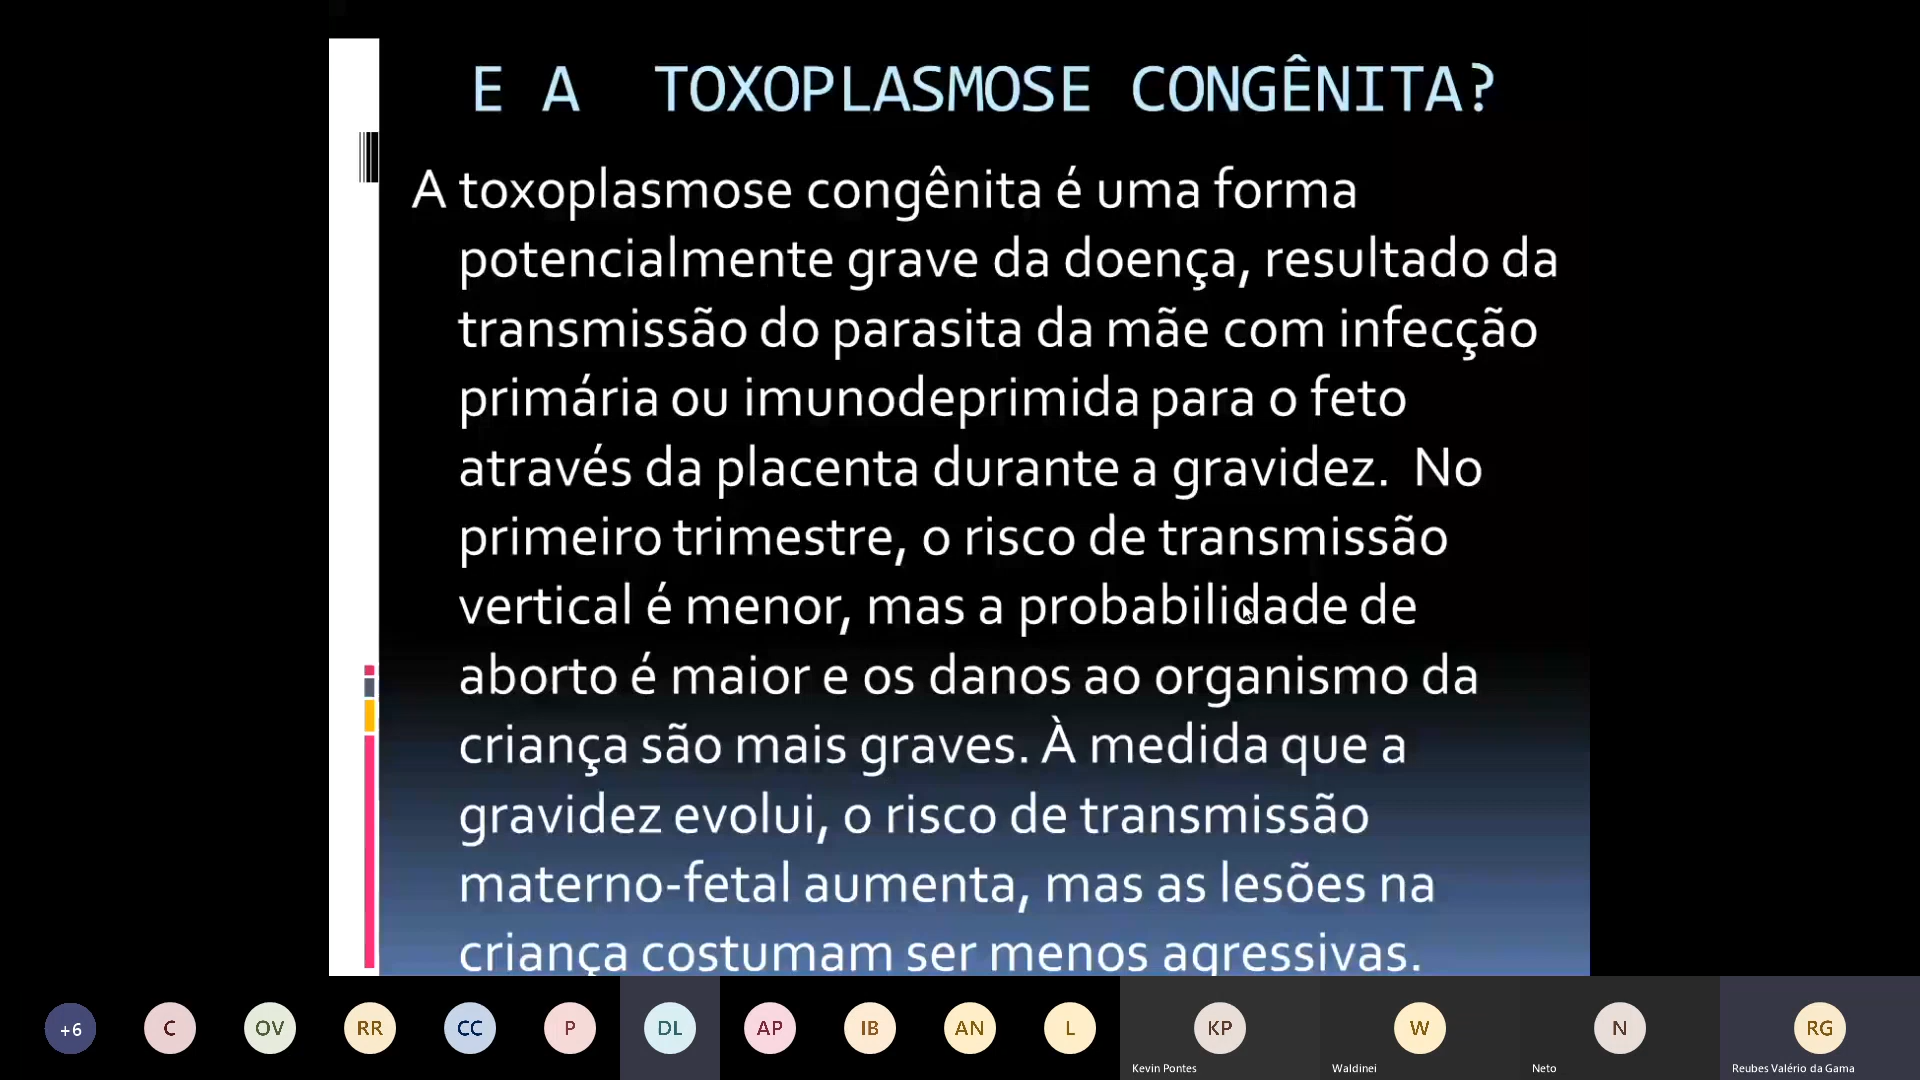 E A TOXOPLASMOSE CONGÊNITA?
A toxoplasmose congênita é uma forma
potencialmente grave da doença, resultado da
transmissão do parasita da mãe com infecção
primária ou imunodeprimida para o feto
através da placenta durante a gravidez. No
primeiro trimestre, o risco de transmissão
vertical é menor, mas a probabilidade de
aborto é maior e os danos ao organismo da
criança são mais graves. À medida que a
gravidez evolui, o risco de transmissão
materno-fetal aumenta, mas as lesões na
criança costumam ser menos agressivas.
+6 C OV RR CC P DL AP IB AN L KP W N RG
Kevin Pontes Waldinei Neto Reubes Valério da Gama